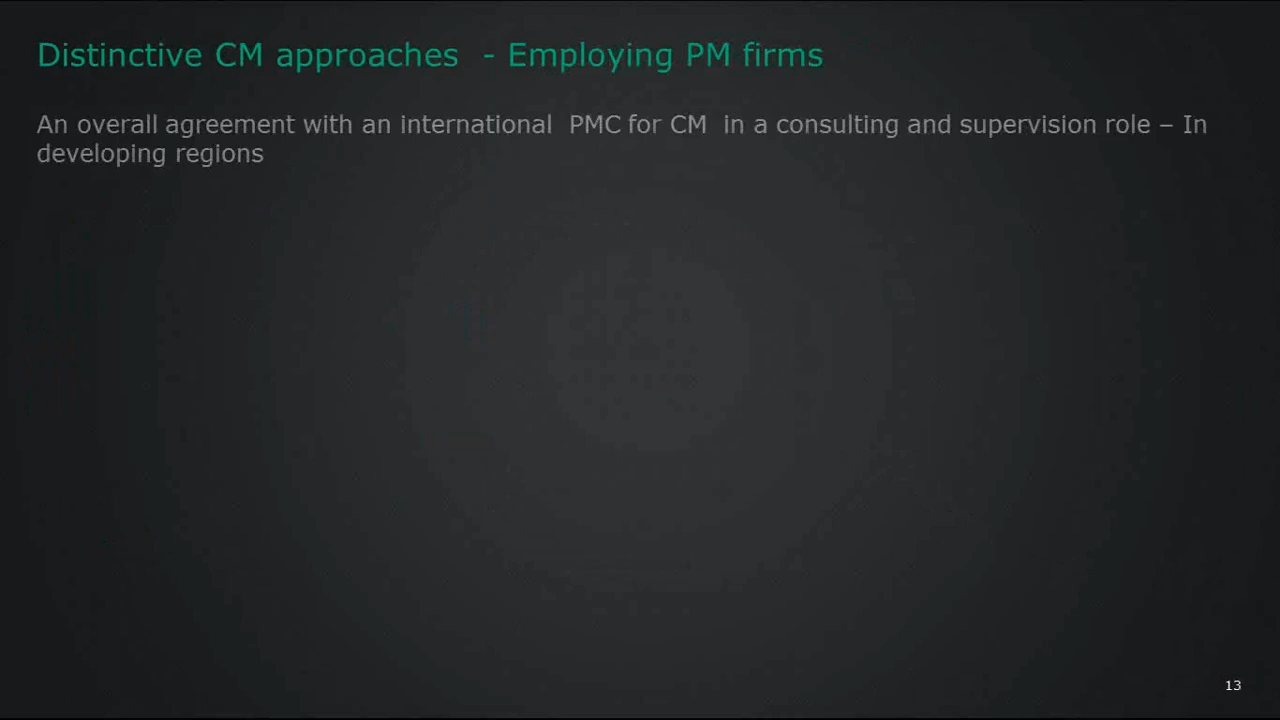 Distinctive CM approaches  - Employing PM firms
An overall agreement with an international  PMC for CM  in a consulting and supervision role – In
developing regions
13